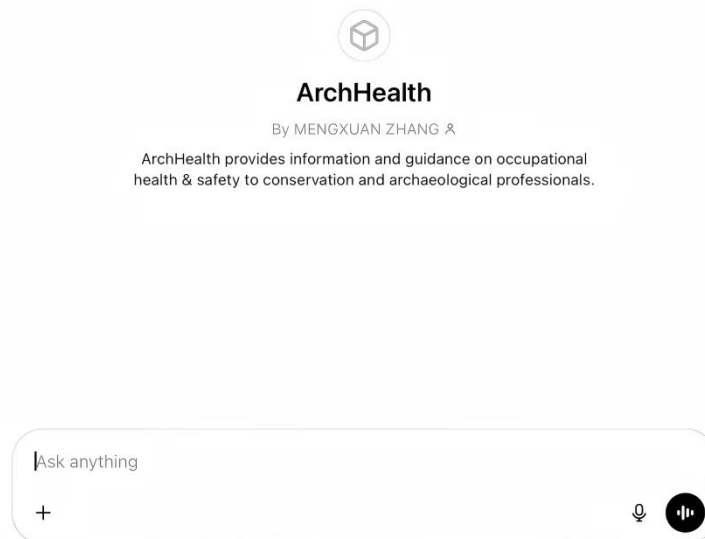 ArchHealth
By MENGXUAN ZHANG
ArchHealth provides information and guidance on occupational
health & safety to conservation and archaeological professionals.
Ask anything